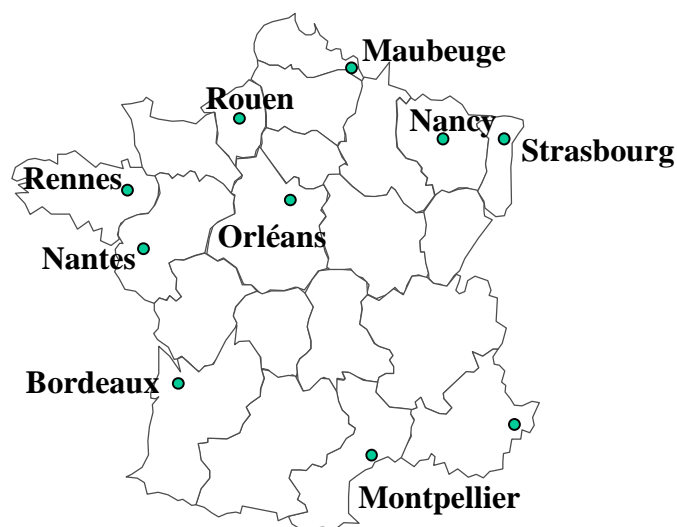 Maubeuge
Rouen
Nancy
Strasbourg
Rennes
Orléans
Nantes
Bordeaux
Montpellier